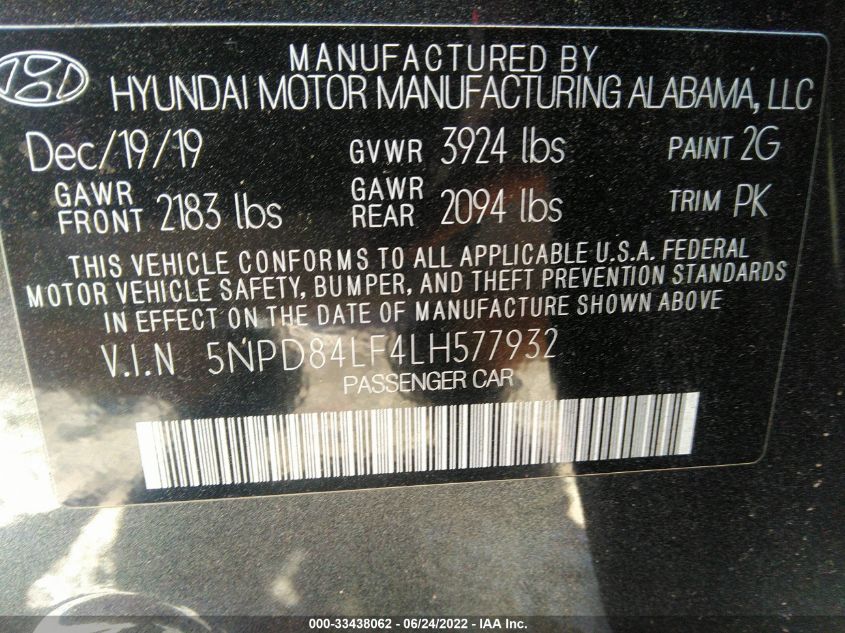 MANUFACTURED BY
HYUNDAI MOTOR MANUFACTURING ALABAMA, LLC
Dec/19/19 GVWR 3924 lbs PAINT 2G
GAWR FRONT 2183 lbs GAWR REAR 2094 lbs TRIM PK
THIS VEHICLE CONFORMS TO ALL APPLICABLE U.S.A. FEDERAL
MOTOR VEHICLE SAFETY, BUMPER, AND THEFT PREVENTION STANDARDS
IN EFFECT ON THE DATE OF MANUFACTURE SHOWN ABOVE
V.I.N 5NPD84LF4LH577932
PASSENGER CAR
000-33438062 - 06/24/2022 - IAA Inc.